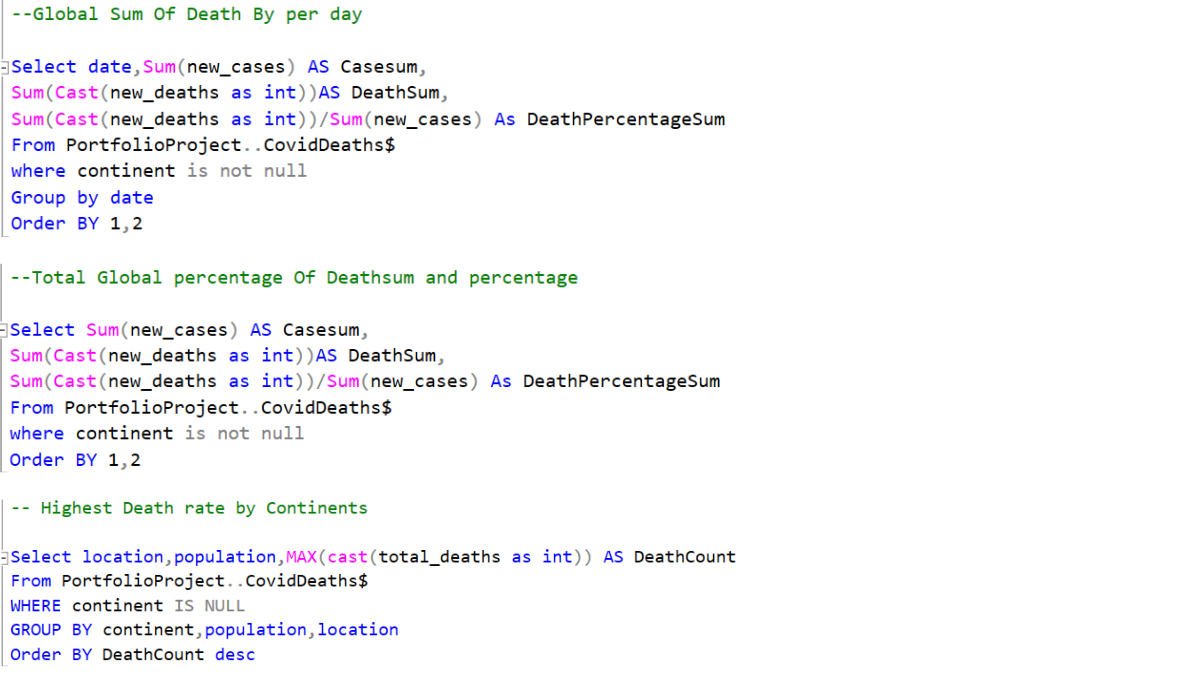 --Global Sum Of Death By per day
Select date,Sum(new_cases) AS Casesum,
Sum(Cast(new_deaths as int))AS DeathSum,
Sum(Cast(new_deaths as int))/Sum(new_cases) As DeathPercentageSum
From PortfolioProject..CovidDeaths$
where continent is not null
Group by date
Order BY 1,2
--Total Global percentage Of Deathsum and percentage
Select Sum(new_cases) AS Casesum,
Sum(Cast(new_deaths as int))AS DeathSum,
Sum(Cast(new_deaths as int))/Sum(new_cases) As DeathPercentageSum
From PortfolioProject..CovidDeaths$
where continent is not null
Order BY 1,2
-- Highest Death rate by Continents
Select location,population,MAX(cast(total_deaths as int)) AS DeathCount
From PortfolioProject..CovidDeaths$
WHERE continent IS NULL
GROUP BY continent,population,location
Order BY DeathCount desc